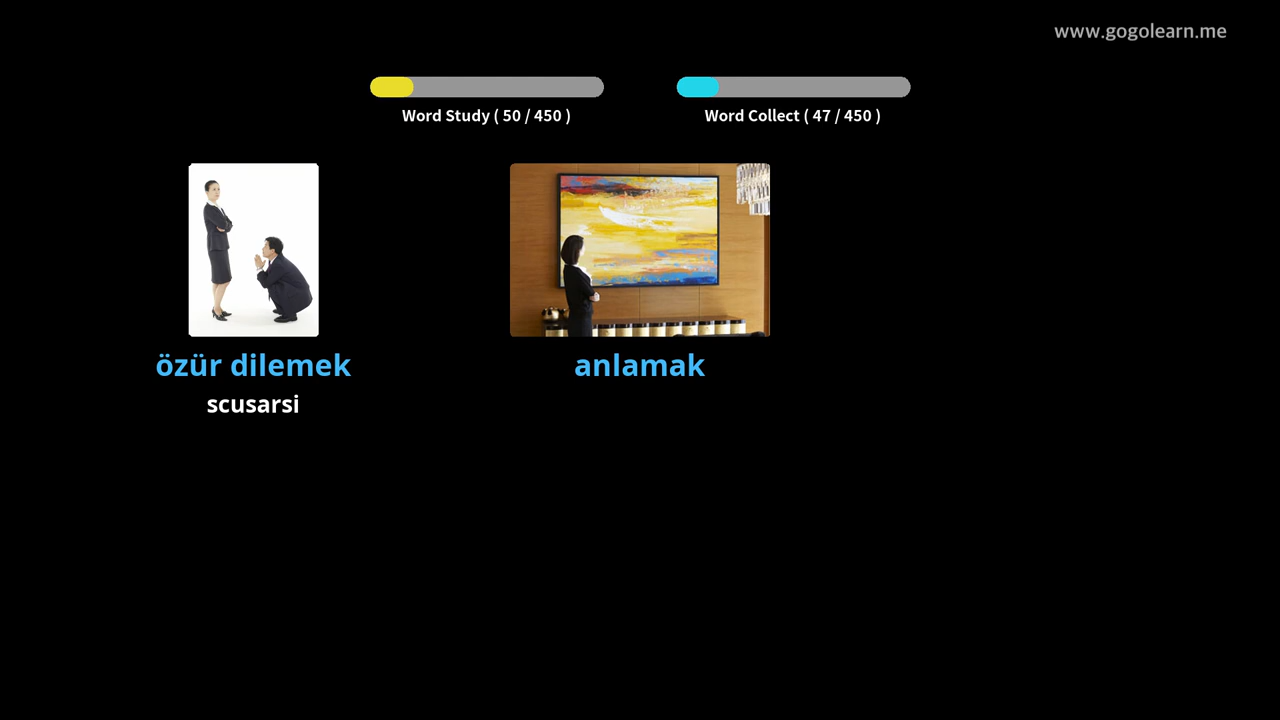 www.gogolearn.me
Word Study ( 50 / 450 )
Word Collect ( 47 / 450 )
özür dilemek
anlamak
scusarsi